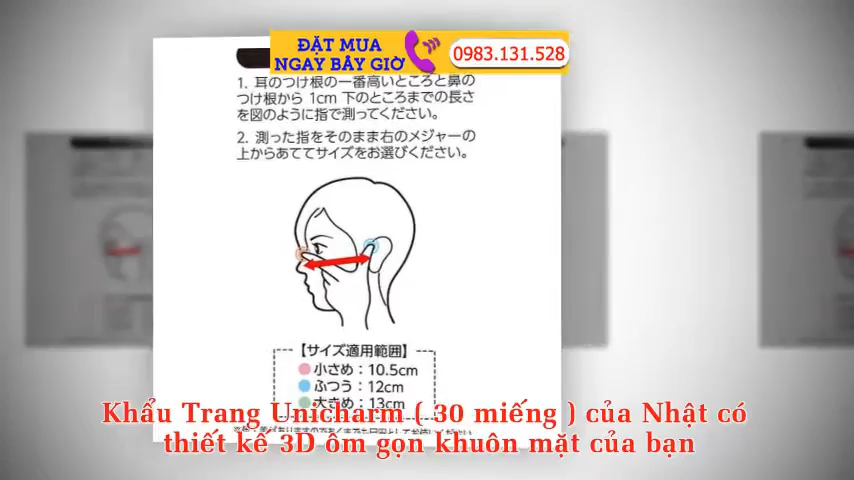 ĐẶT MUA
NGAY BÂY GIỜ
0983.131.528
1. 耳のつけ根の一番高いところと鼻の
つけ根から 1cm 下のところまでの長さ
を図のように指で測ってください。
2. 測った指をそのまま右のメジャーの
上からあててサイズをお選びください。
【サイズ適用範囲】
小さめ：10.5cm
ふつう：12cm
大きめ：13cm
Khẩu Trang Unicharm ( 30 miếng ) của Nhật có
thiết kế 3D ôm gọn khuôn mặt của bạn